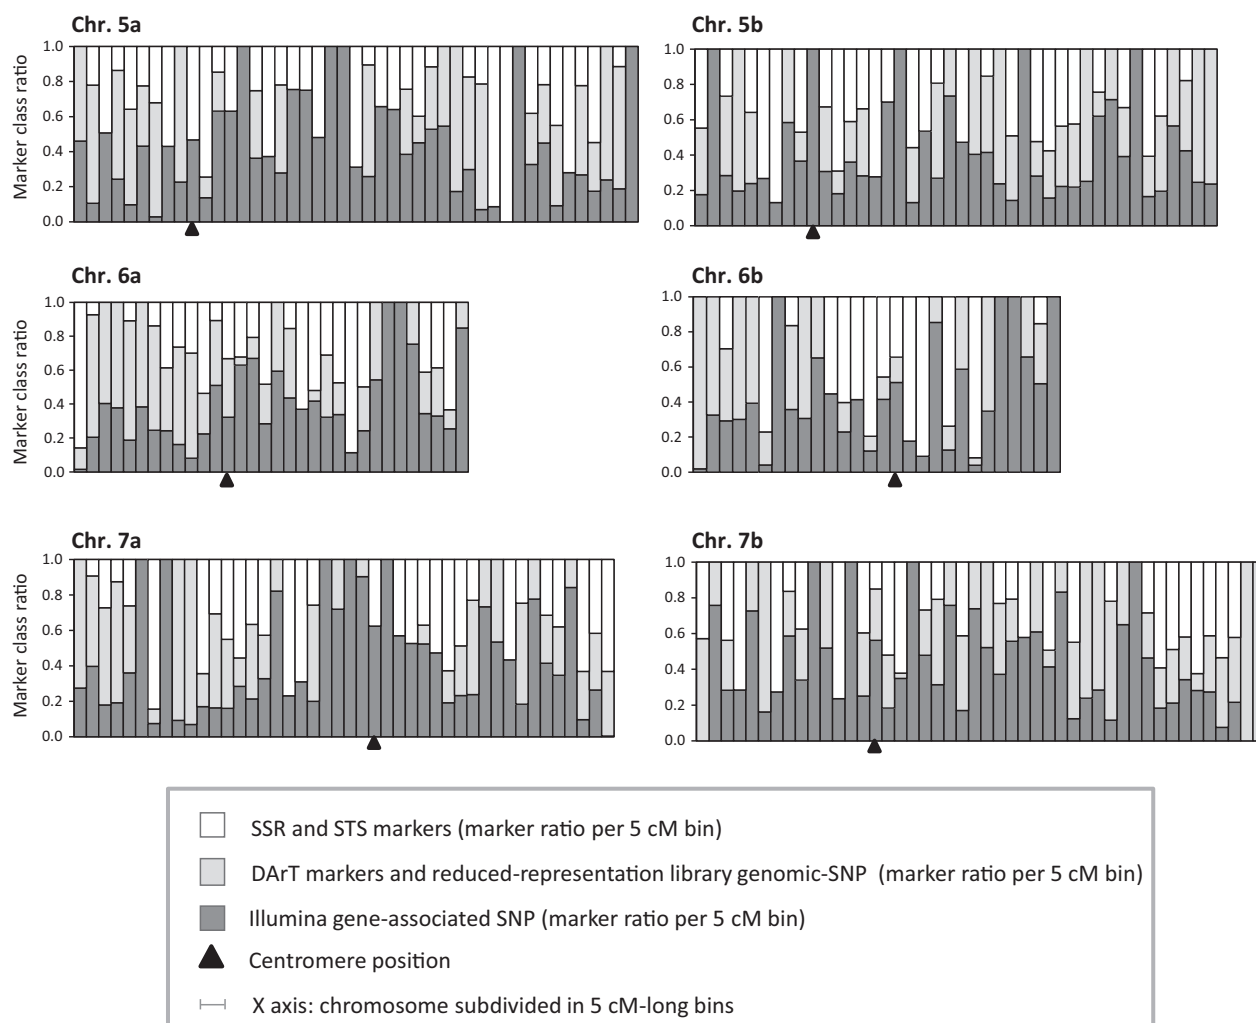 Chr. 5a
Marker class ratio
1.0
0.8
0.6
0.4
0.2
0.0
Chr. 5b
1.0
0.8
0.6
0.4
0.2
0.0
Chr. 6a
Marker class ratio
1.0
0.8
0.6
0.4
0.2
0.0
Chr. 6b
1.0
0.8
0.6
0.4
0.2
0.0
Chr. 7a
Marker class ratio
1.0
0.8
0.6
0.4
0.2
0.0
Chr. 7b
1.0
0.8
0.6
0.4
0.2
0.0
SSR and STS markers (marker ratio per 5 cM bin)
DArT markers and reduced-representation library genomic-SNP (marker ratio per 5 cM bin)
Illumina gene-associated SNP (marker ratio per 5 cM bin)
Centromere position
X axis: chromosome subdivided in 5 cM-long bins